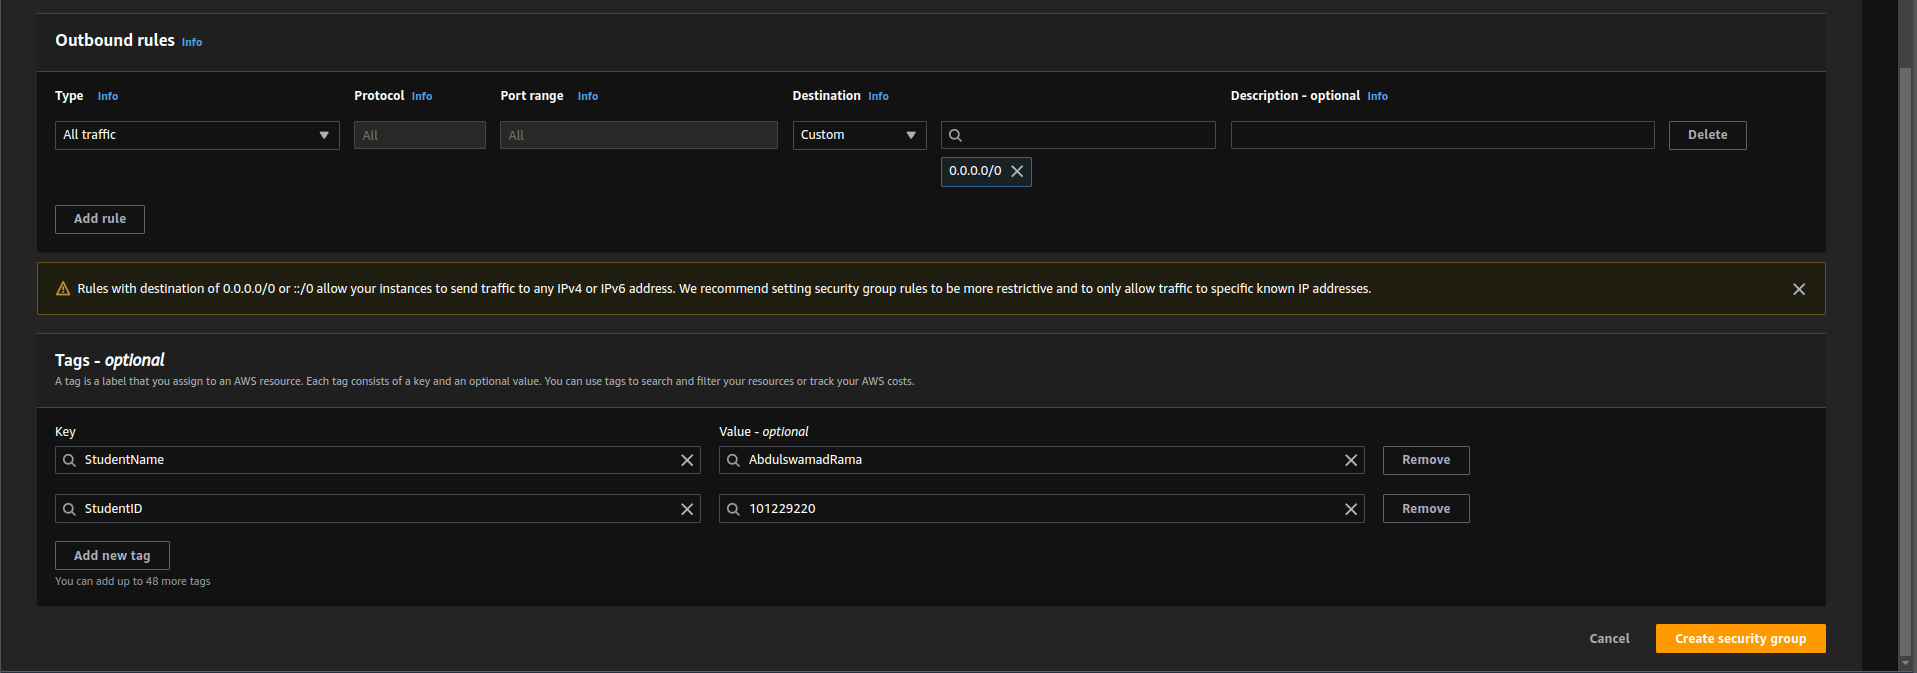 Outbound rules Info
Type Info Protocol Info Port range Info Destination Info Description - optional Info
All traffic All All Custom Delete
0.0.0.0/0
Add rule
Rules with destination of 0.0.0.0/0 or ::/0 allow your instances to send traffic to any IPv4 or IPv6 address. We recommend setting security group rules to be more restrictive and to only allow traffic to specific known IP addresses.
Tags - optional
A tag is a label that you assign to an AWS resource. Each tag consists of a key and an optional value. You can use tags to search and filter your resources or track your AWS costs.
Key Value - optional
StudentName AbdulswamadRama Remove
StudentID 101229220 Remove
Add new tag
You can add up to 48 more tags
Cancel Create security group